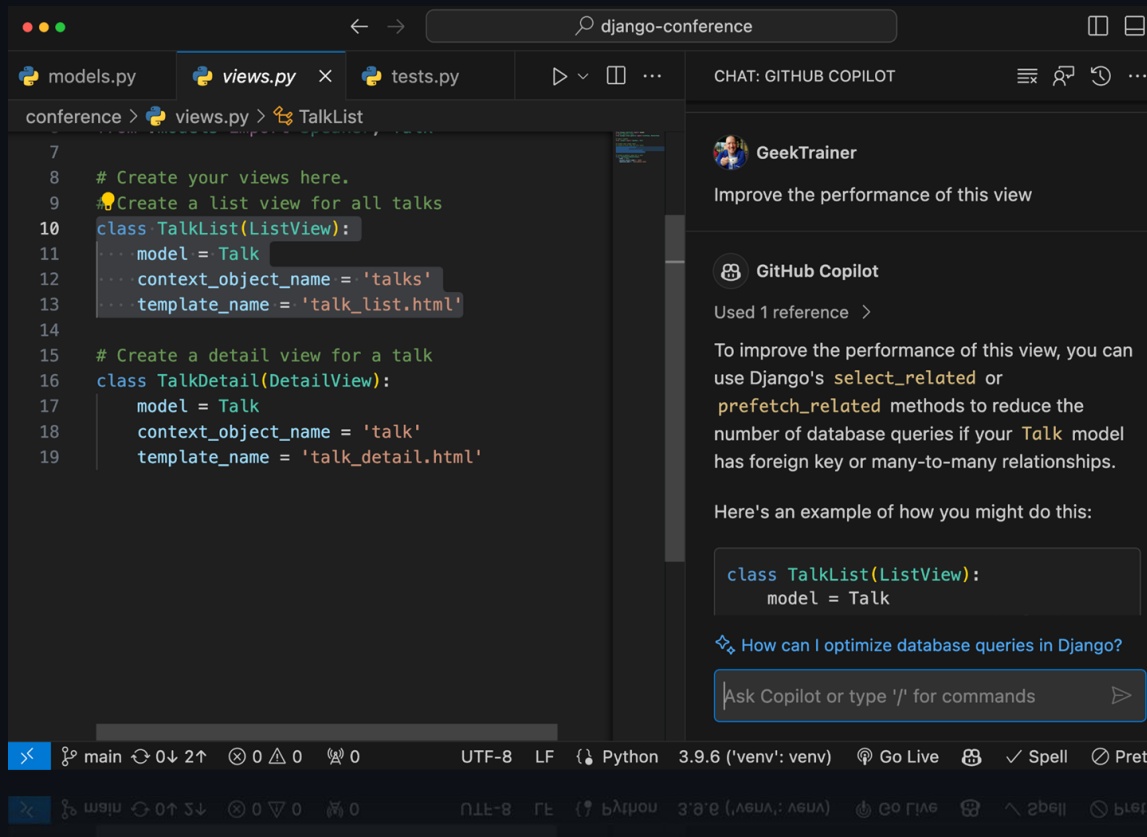 django-conference
models.py
views.py
tests.py
CHAT: GITHUB COPILOT
conference > views.py > TalkList
7
8 # Create your views here.
9 # Create a list view for all talks
10 class TalkList(ListView):
11 model = Talk
12 context_object_name = 'talks'
13 template_name = 'talk_list.html'
14
15 # Create a detail view for a talk
16 class TalkDetail(DetailView):
17 model = Talk
18 context_object_name = 'talk'
19 template_name = 'talk_detail.html'
GeekTrainer
Improve the performance of this view
GitHub Copilot
Used 1 reference >
To improve the performance of this view, you can
use Django's select_related or
prefetch_related methods to reduce the
number of database queries if your Talk model
has foreign key or many-to-many relationships.
Here's an example of how you might do this:
class TalkList(ListView):
model = Talk
How can I optimize database queries in Django?
Ask Copilot or type '/' for commands
main 0↓ 2↑ 0 0 0 UTF-8 LF Python 3.9.6 ('venv': venv) Go Live Spell Pret